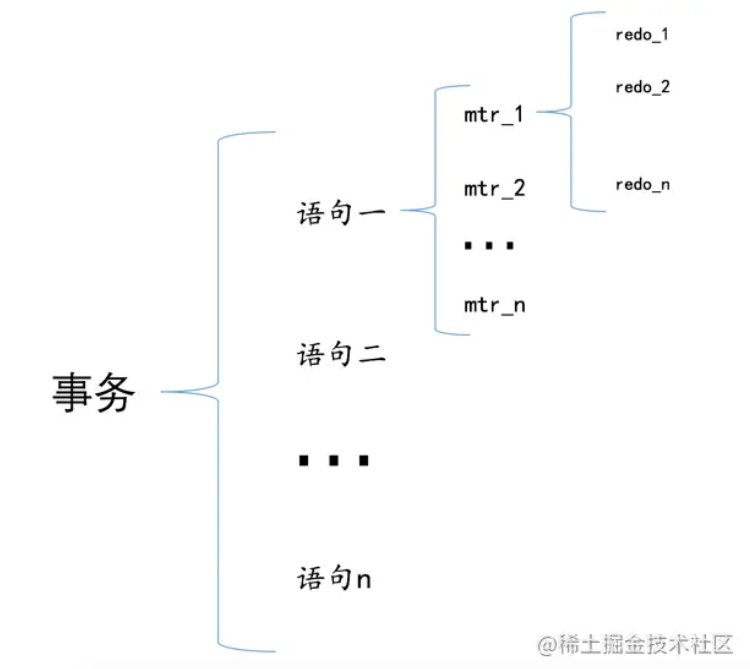 事务
语句一
mtr_1
redo_1
redo_2
redo_n
mtr_2
...
mtr_n
语句二
...
语句n
@稀土掘金技术社区